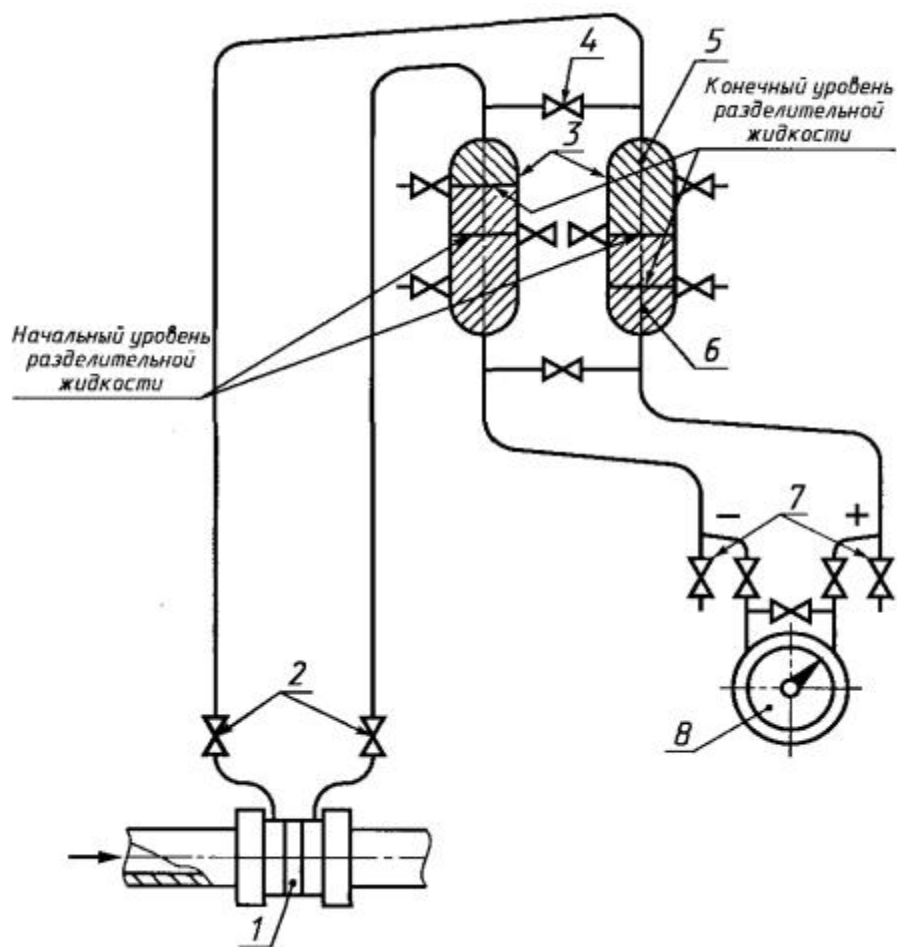 4
5
Конечный уровень
разделительной
жидкости
3
Начальный уровень
разделительной
жидкости
6
− 7 +
2
8
1